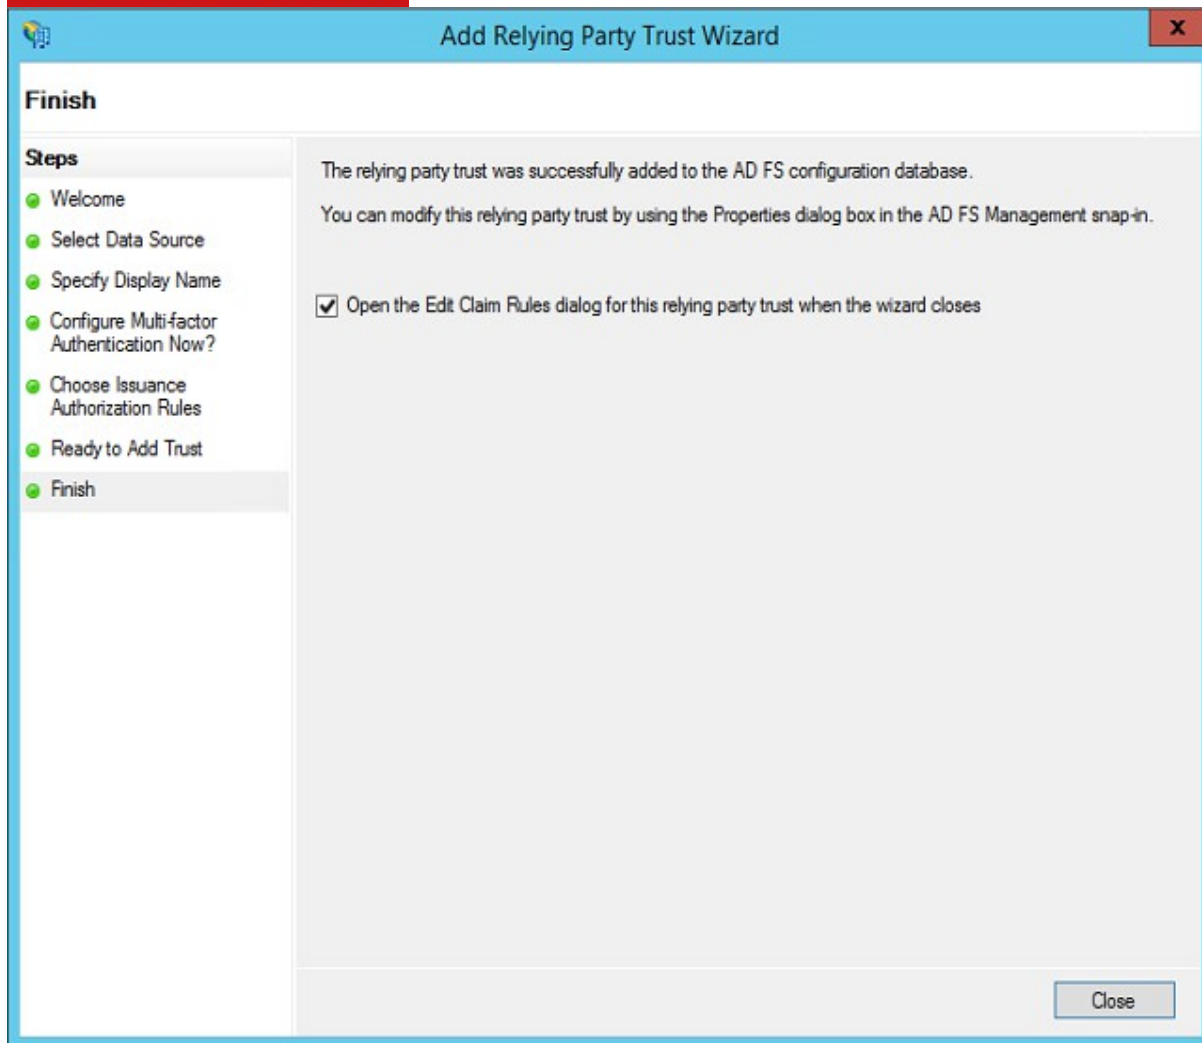 Add Relying Party Trust Wizard
x
Finish
Steps
Welcome
Select Data Source
Specify Display Name
Configure Multi-factor
Authentication Now?
Choose Issuance
Authorization Rules
Ready to Add Trust
Finish
The relying party trust was successfully added to the AD FS configuration database.
You can modify this relying party trust by using the Properties dialog box in the AD FS Management snap-in.
Open the Edit Claim Rules dialog for this relying party trust when the wizard closes
Close